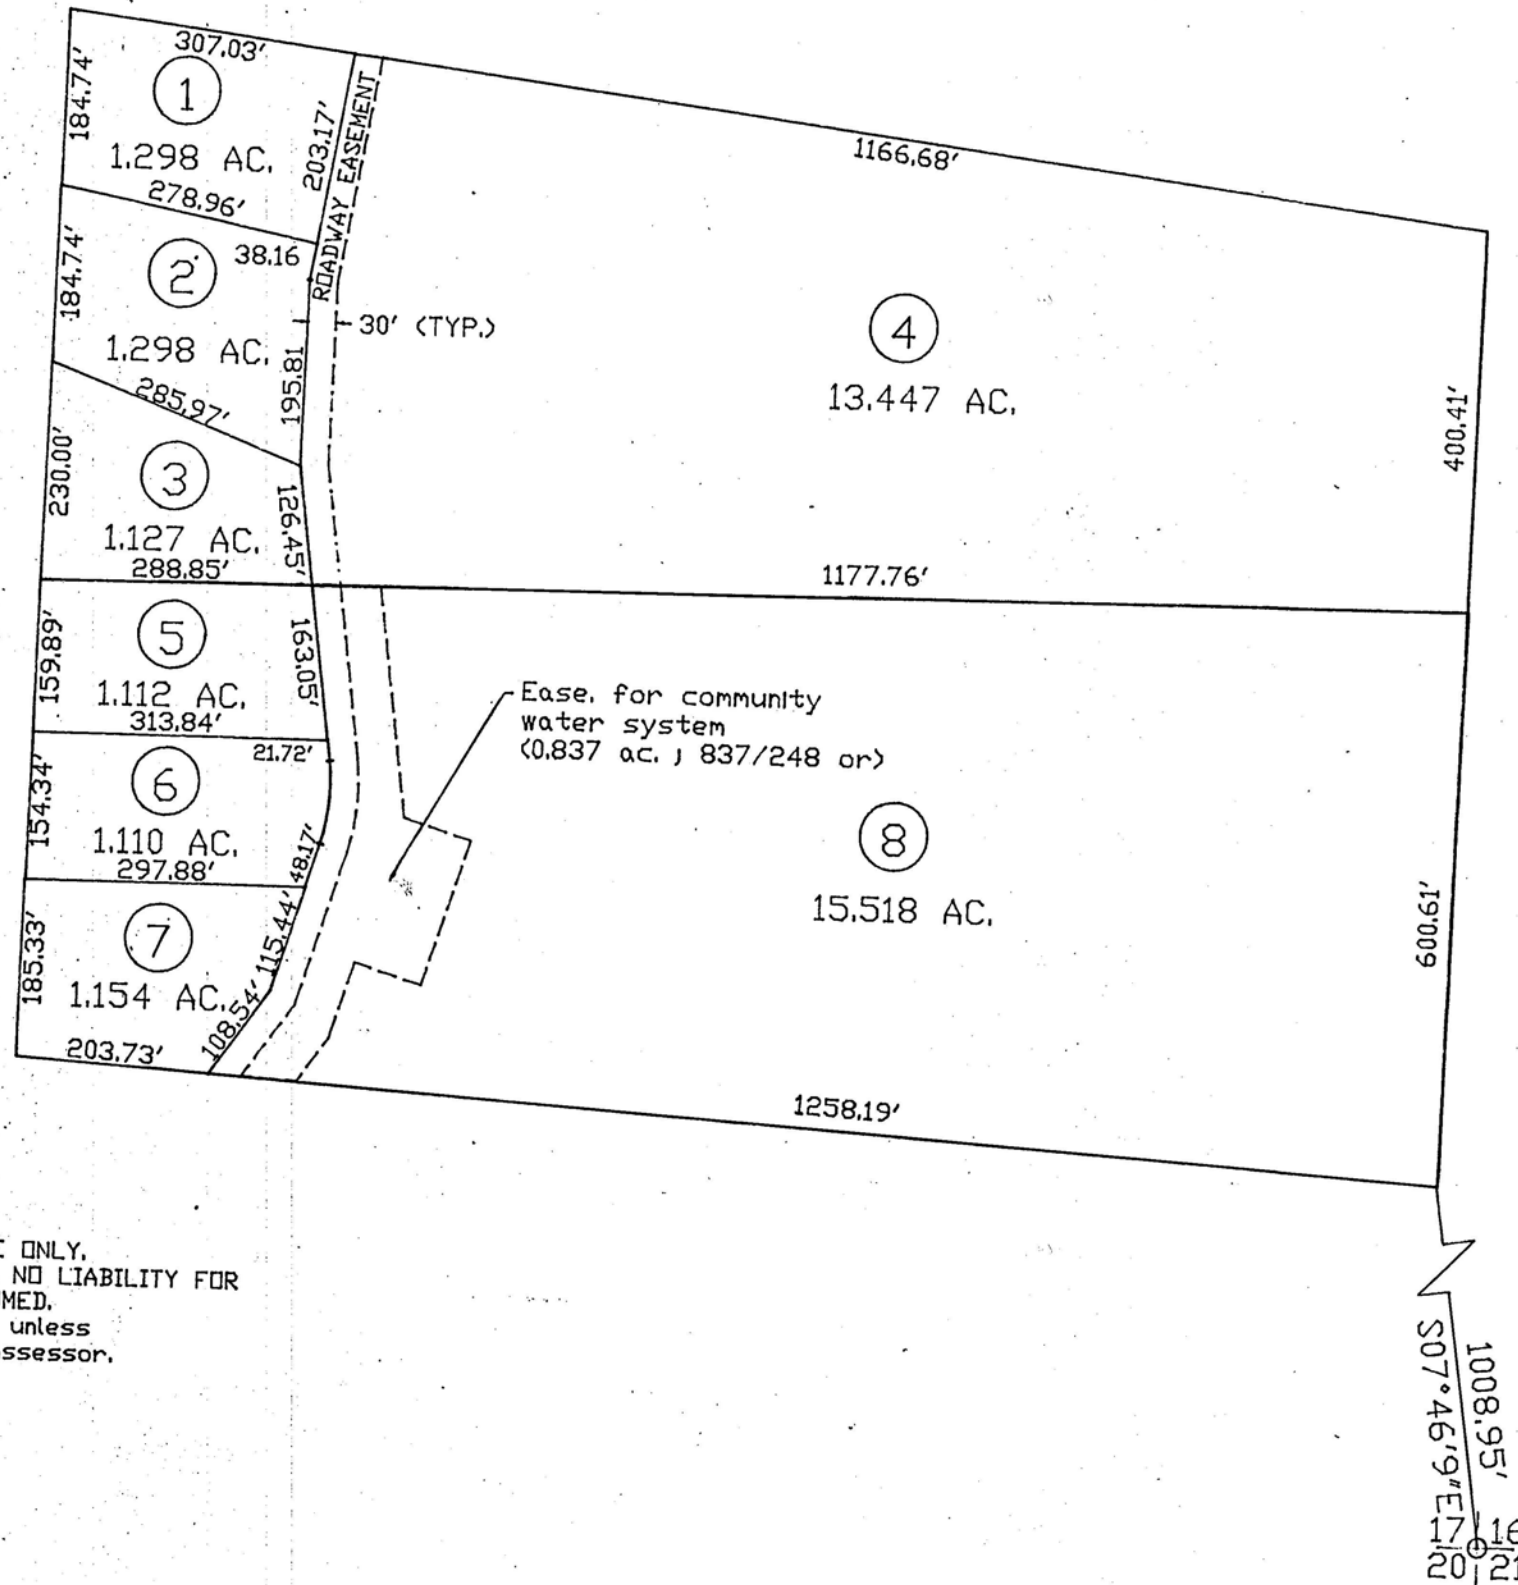 307.03'
184.74'
1
1.298 AC.
203.17'
ROADWAY EASEMENT
278.96'
1166.68'
184.74'
2
38.16
1.298 AC.
195.81
30' (TYP.)
4
13.447 AC.
400.41'
285.97'
230.00'
3
1.127 AC.
126.45'
288.85'
1177.76'
159.89'
5
1.112 AC.
163.05'
313.84'
Ease. for community
water system
(0.837 ac. ; 837/248 or)
154.34'
6
21.72'
1.110 AC.
48.17'
297.88'
8
15.518 AC.
600.61'
185.33'
7
1.154 AC.
115.44'
108.54'
203.73'
1258.19'
ONLY.
NO LIABILITY FOR
MED.
unless
ssessor.
1008.95'
S07°46'9"E
17 16
20 21